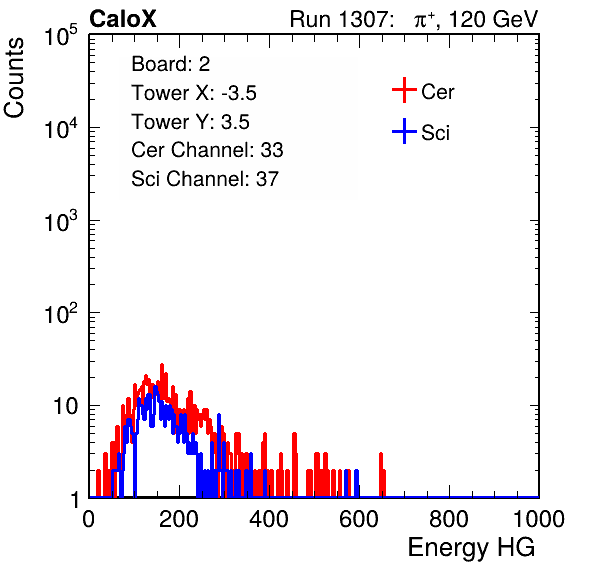 CaloX Run 1307: π⁺, 120 GeV
Counts
10⁵
10⁴
10³
10²
10
1
Board: 2
Tower X: -3.5
Tower Y: 3.5
Cer Channel: 33
Sci Channel: 37
Cer
Sci
0 200 400 600 800 1000
Energy HG